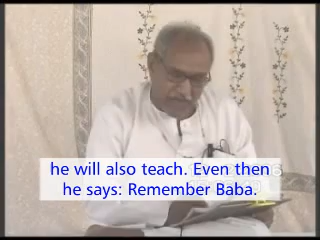 he will also teach. Even then
he says: Remember Baba.